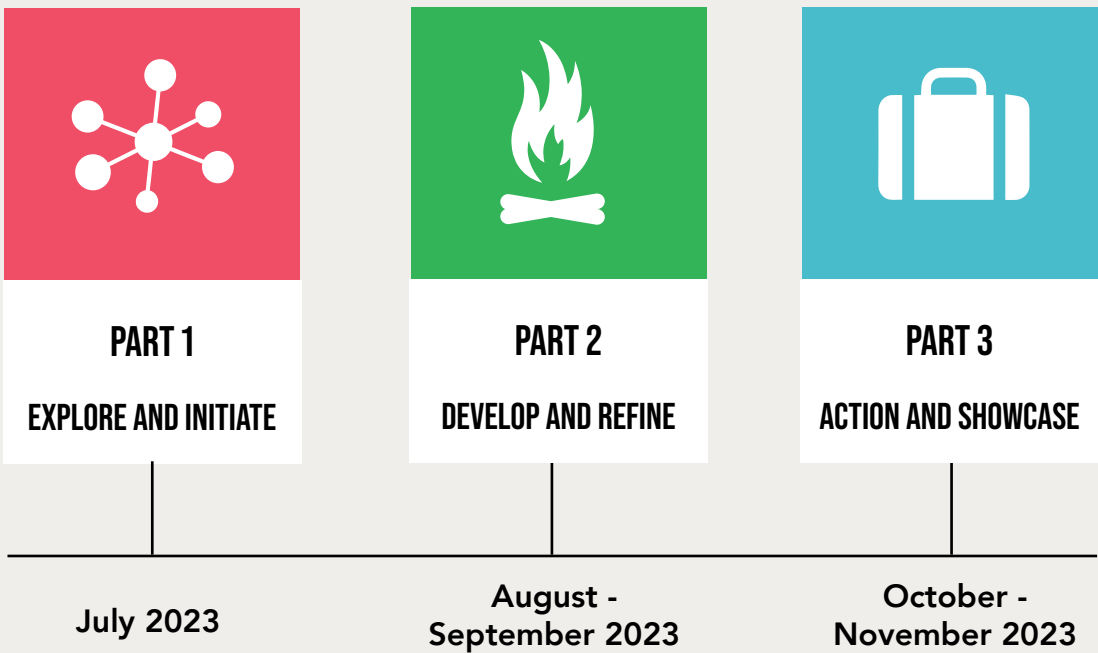 PART 1
EXPLORE AND INITIATE
PART 2
DEVELOP AND REFINE
PART 3
ACTION AND SHOWCASE
July 2023
August -
September 2023
October -
November 2023